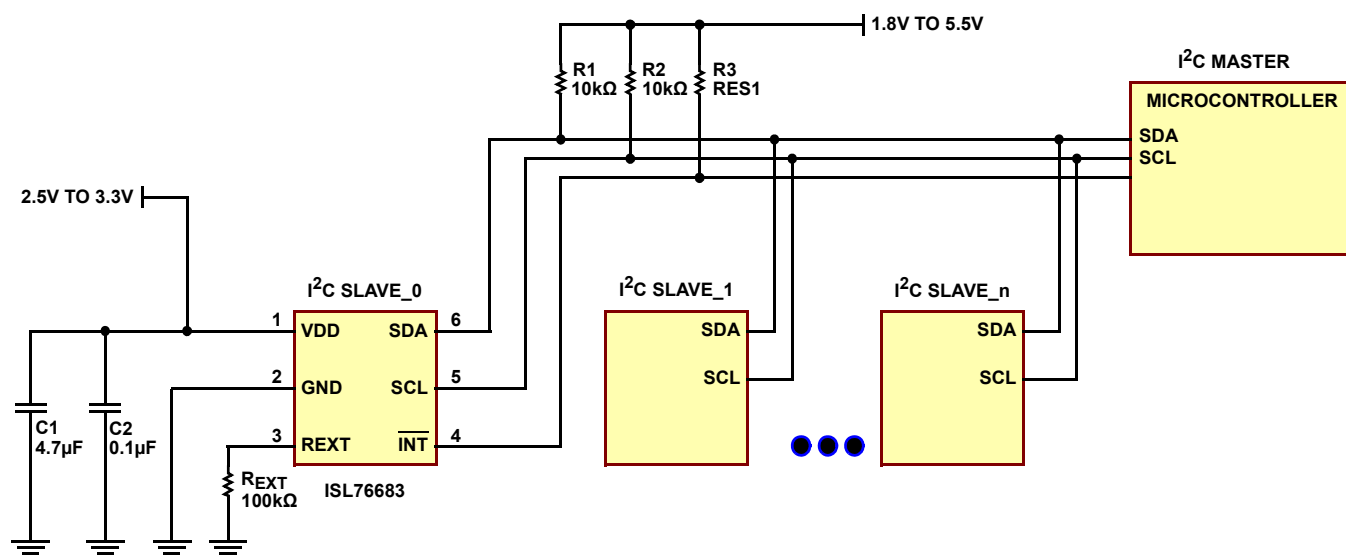 1.8V TO 5.5V
R1
10kΩ
R2
10kΩ
R3
RES1
I²C MASTER
MICROCONTROLLER
SDA
SCL
2.5V TO 3.3V
I²C SLAVE_0
1
VDD
SDA
6
2
GND
SCL
5
3
REXT
INT
4
C1
4.7µF
C2
0.1µF
REXT
100kΩ
ISL76683
I²C SLAVE_1
SDA
SCL
I²C SLAVE_n
SDA
SCL